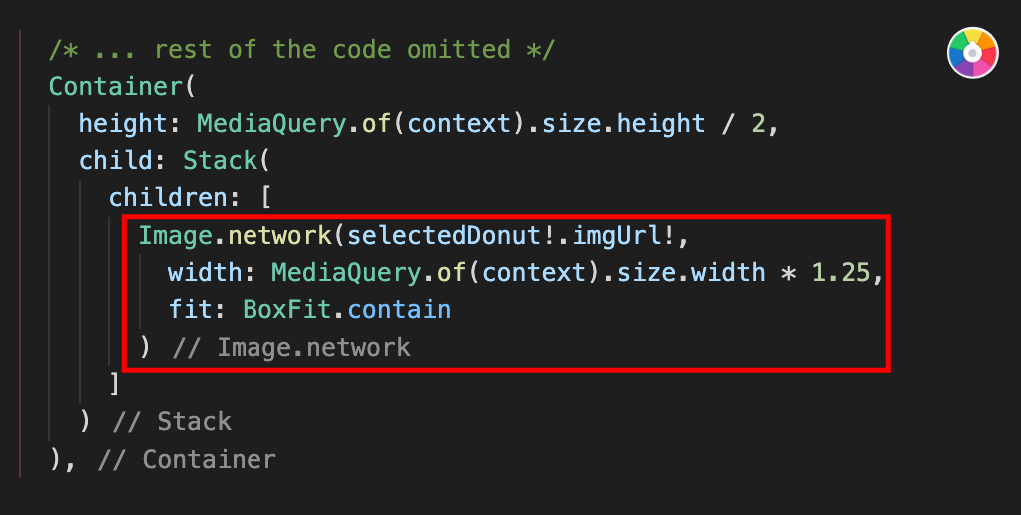 /* ... rest of the code omitted */
Container(
height: MediaQuery.of(context).size.height / 2,
child: Stack(
children: [
Image.network(selectedDonut!.imgUrl!,
width: MediaQuery.of(context).size.width * 1.25,
fit: BoxFit.contain
) // Image.network
]
) // Stack
), // Container